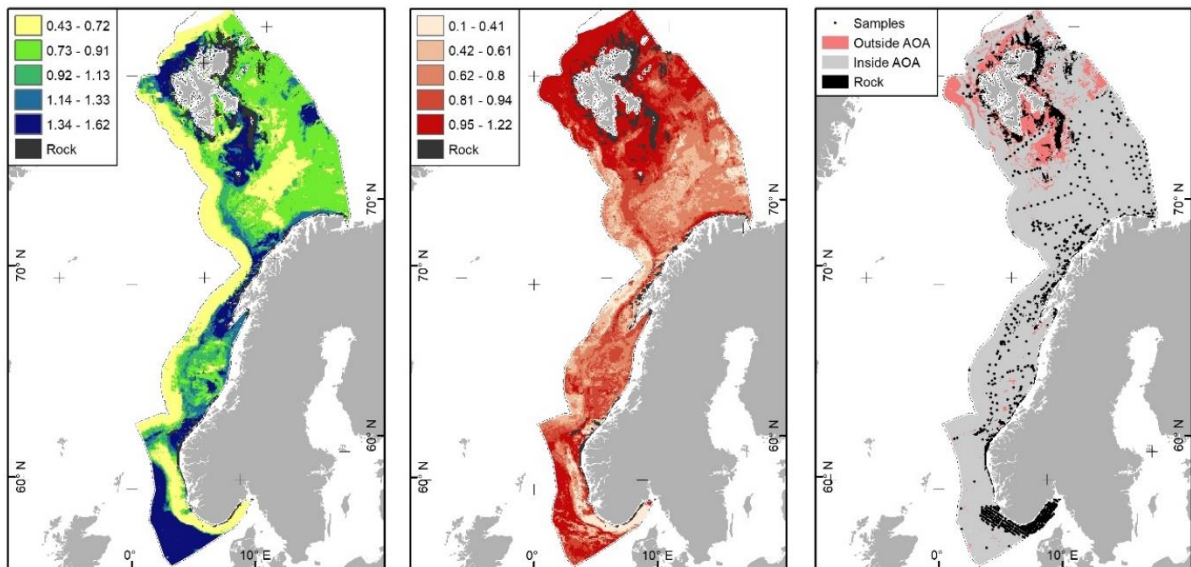 0.43 - 0.72
0.73 - 0.91
0.92 - 1.13
1.14 - 1.33
1.34 - 1.62
Rock
70° N
60° N
60° N
0°
10° E
0.1 - 0.41
0.42 - 0.61
0.62 - 0.8
0.81 - 0.94
0.95 - 1.22
Rock
70° N
60° N
60° N
0°
10° E
Samples
Outside AOA
Inside AOA
Rock
70° N
60° N
60° N
0°
10° E